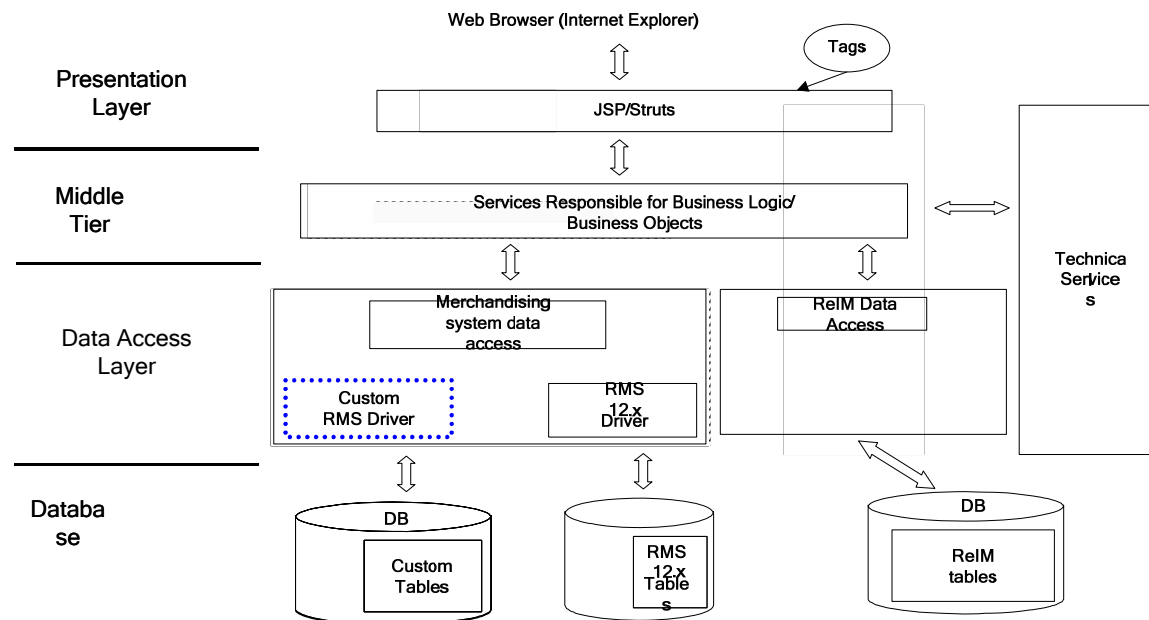 Web Browser (Internet Explorer)
Tags
Presentation
Layer
JSP/Struts
Middle
Tier
Services Responsible for Business Logic/
Business Objects
Technica
Service
l
s
Data Access
Layer
Merchandising
system data
access
ReIM Data
Access
Custom
RMS Driver
RMS
12.x
Driver
Databa
se
DB
Custom
Tables
RMS
12.x
Table
s
DB
ReIM
tables